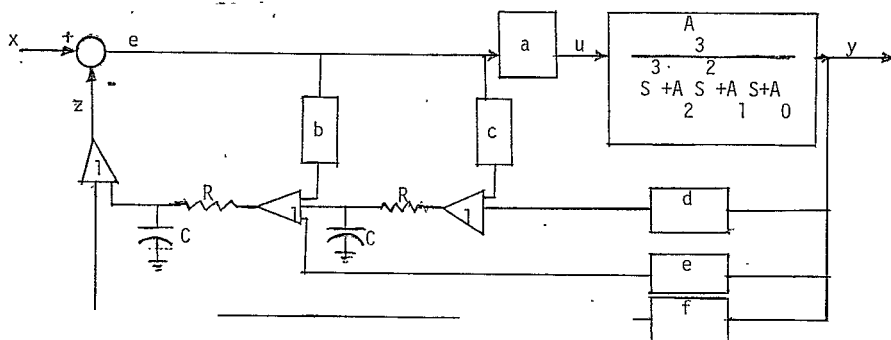 x + e a u y
A
3
3 2
S +A S +A S+A
2 1 0
-
z
b c
1 R 1 R 1 d
C C
e
f